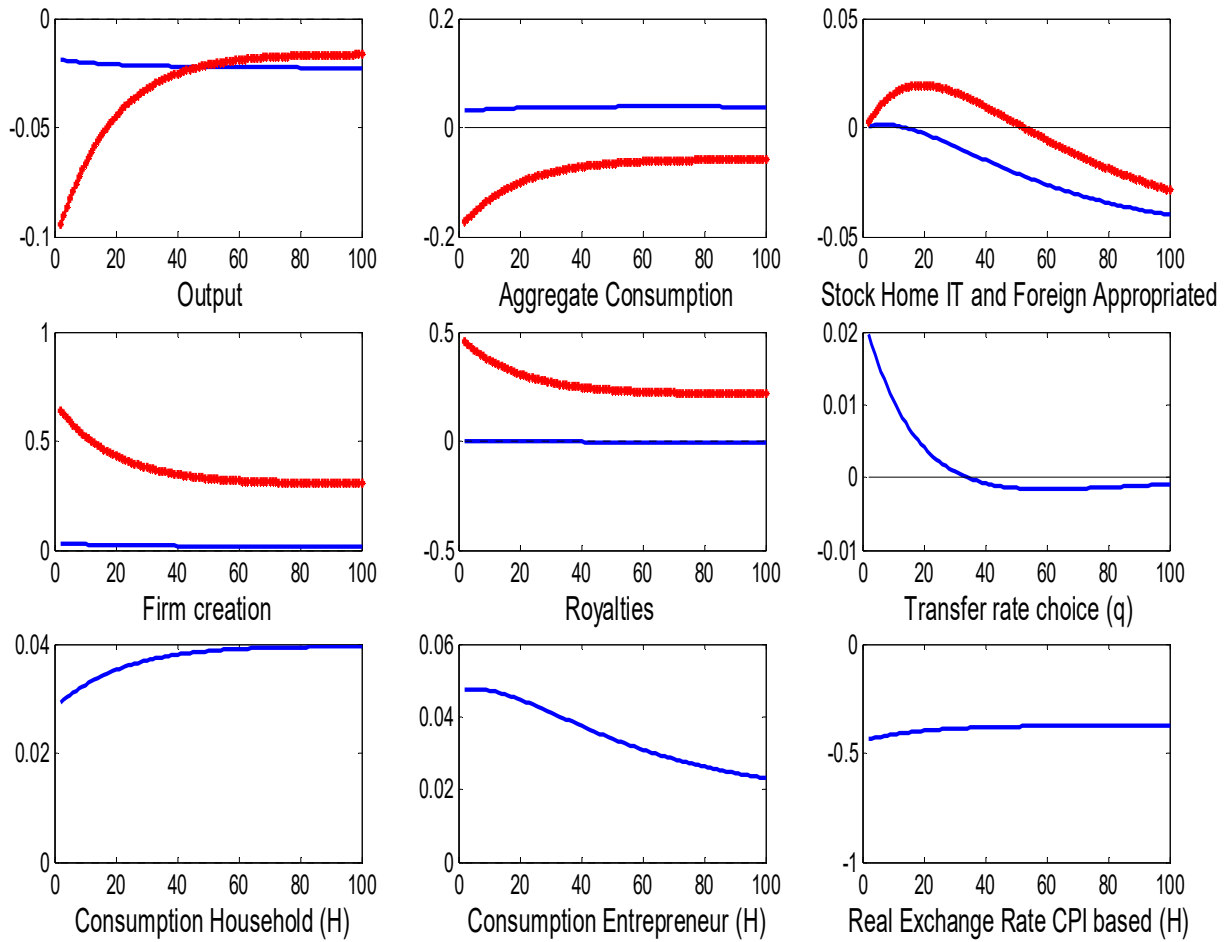 0
-0.05
-0.1
0 20 40 60 80 100
Output
0.2
0
-0.2
0 20 40 60 80 100
Aggregate Consumption
0.05
0
-0.05
0 20 40 60 80 100
Stock Home IT and Foreign Appropriated
1
0.5
0
0 20 40 60 80 100
Firm creation
0.5
0
-0.5
0 20 40 60 80 100
Royalties
0.02
0.01
0
-0.01
0 20 40 60 80 100
Transfer rate choice (q)
0.04
0.02
0
0 20 40 60 80 100
Consumption Household (H)
0.06
0.04
0.02
0
0 20 40 60 80 100
Consumption Entrepreneur (H)
0
-0.5
-1
0 20 40 60 80 100
Real Exchange Rate CPI based (H)